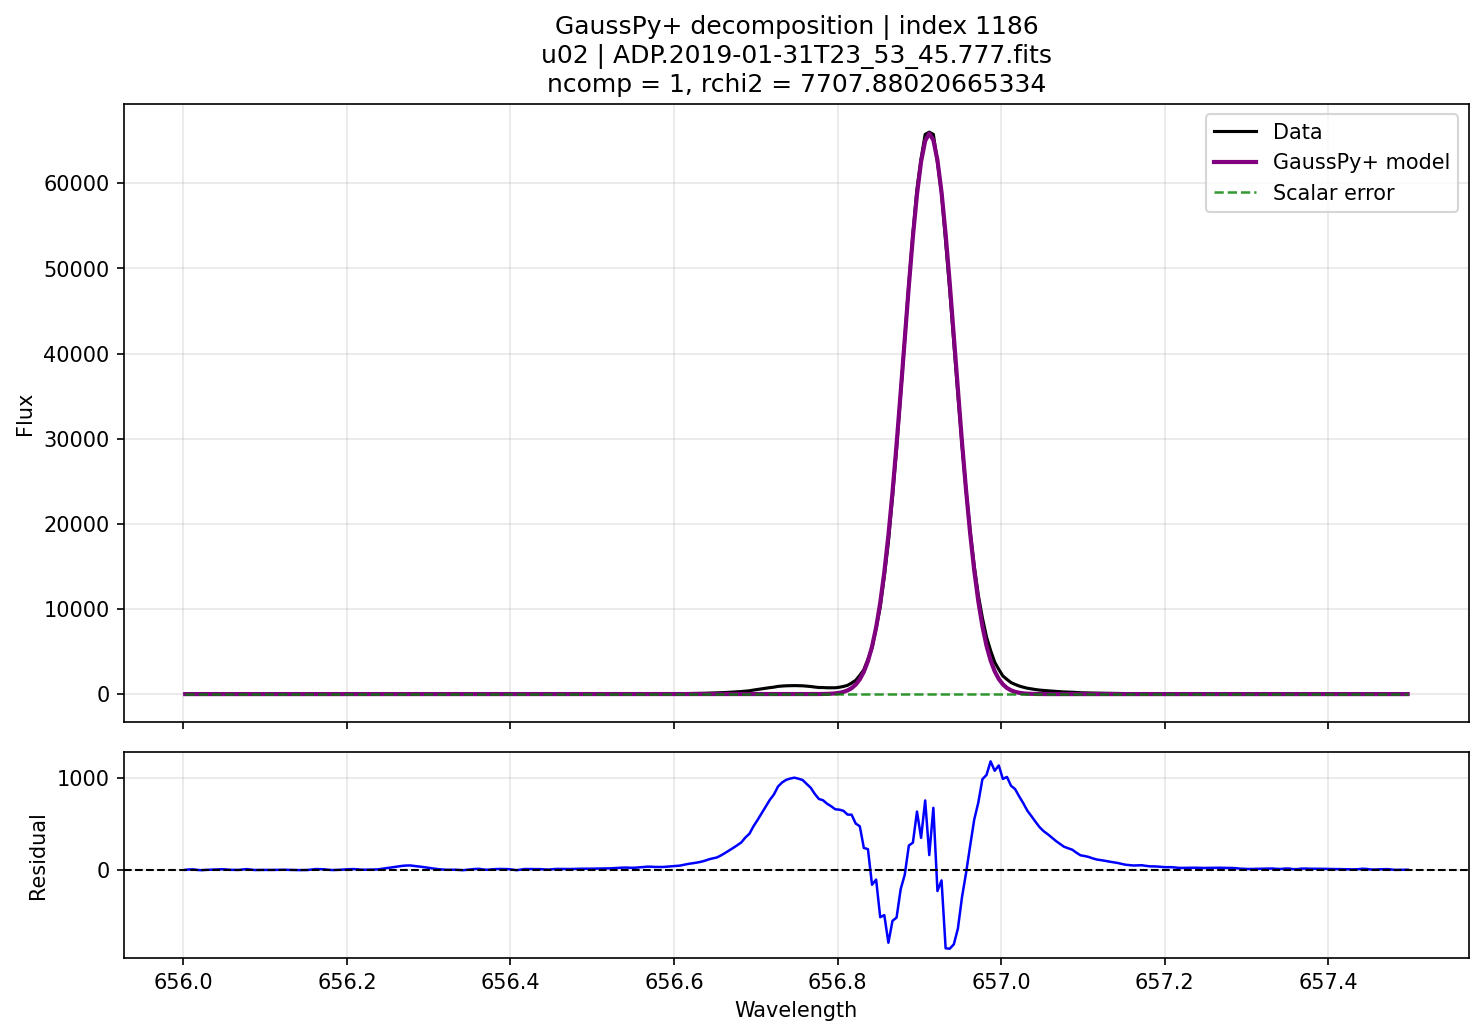 GaussPy+ decomposition | index 1186
u02 | ADP.2019-01-31T23_53_45.777.fits
ncomp = 1, rchi2 = 7707.88020665334
Data
GaussPy+ model
Scalar error
Flux
60000
50000
40000
30000
20000
10000
0
Residual
1000
0
656.0 656.2 656.4 656.6 656.8 657.0 657.2 657.4
Wavelength